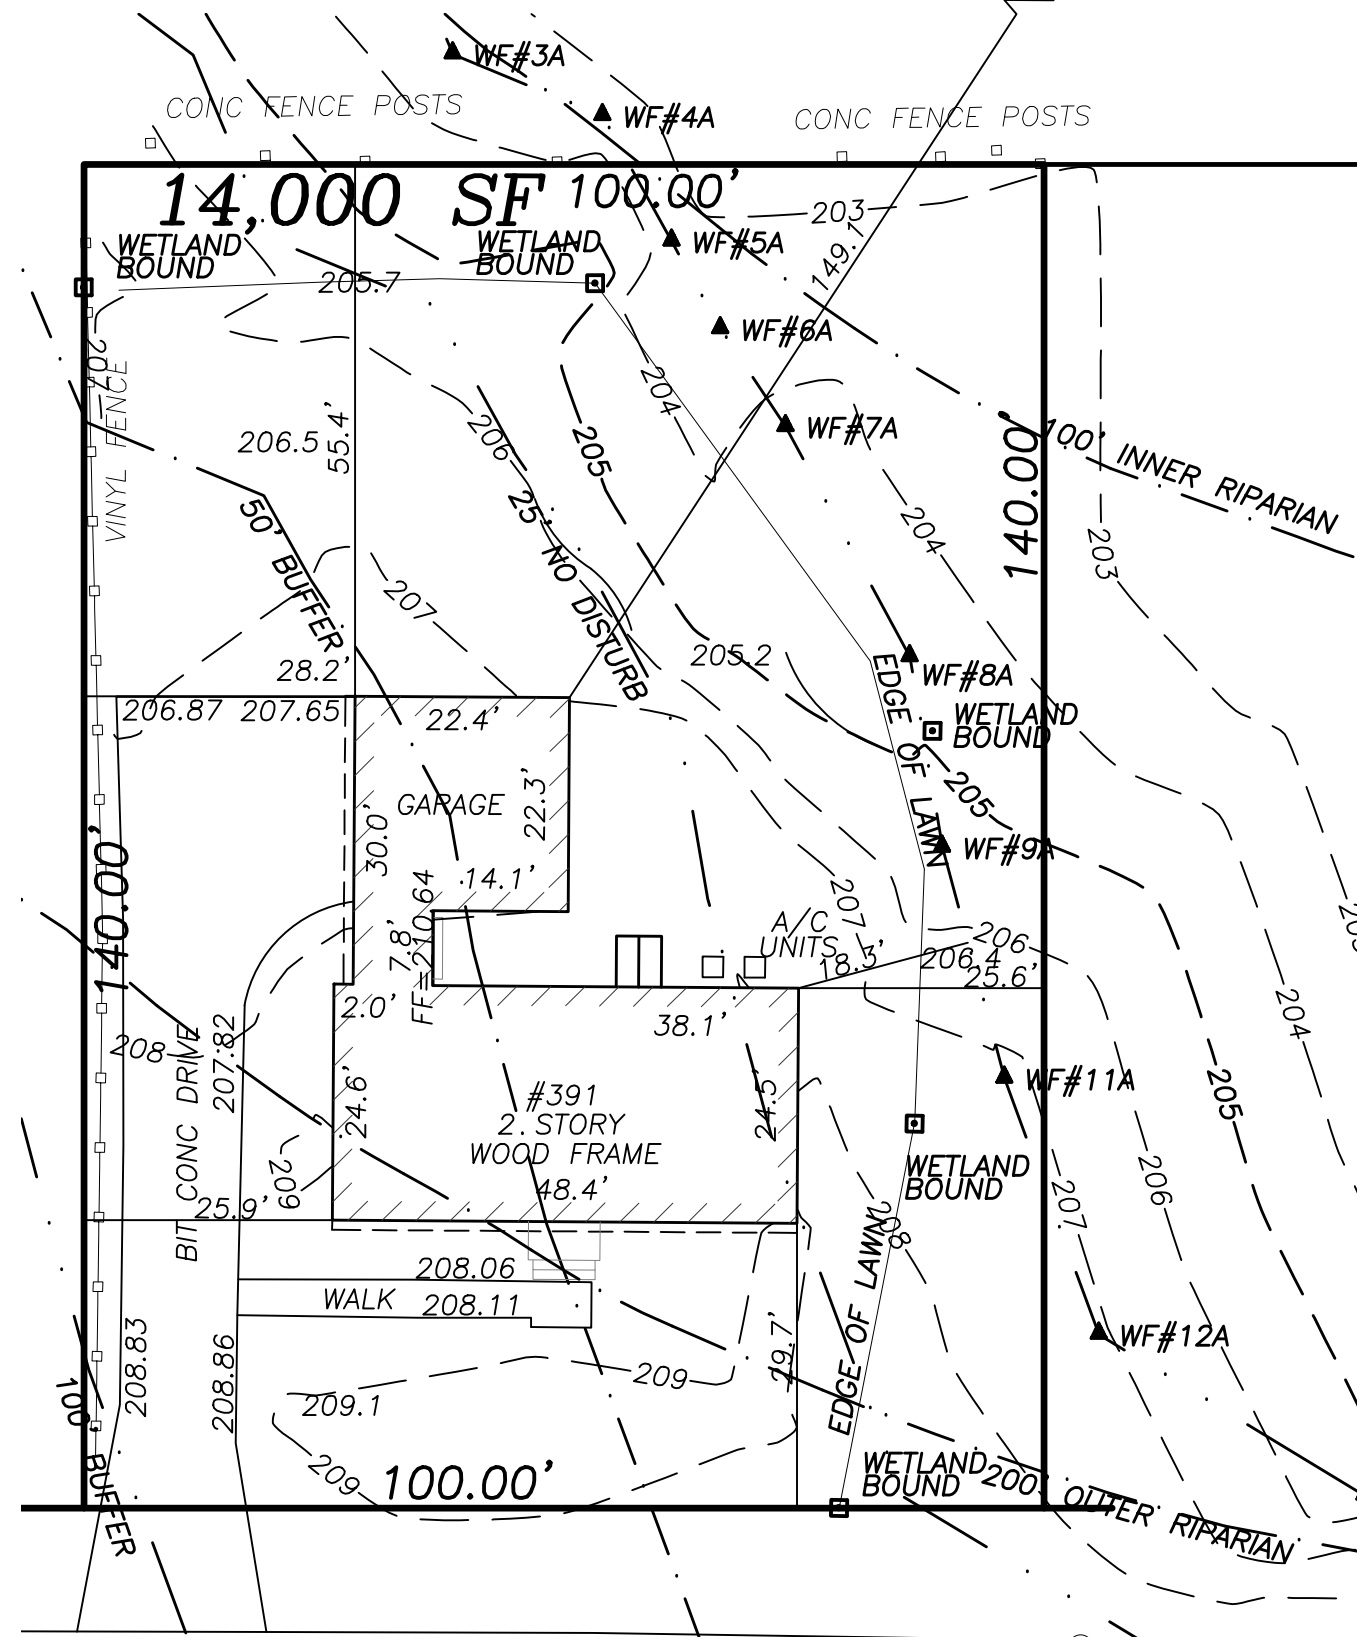 WF#3A
CONC FENCE POSTS
WF#4A
CONC FENCE POSTS
14,000 SF
100.00'
203
WETLAND
BOUND
WETLAND
BOUND
WF#5A
149.1'
205.7
WF#6A
207
VINYL FENCE
204
206.5
55.4'
206
205
WF#7A
140.00'
100' INNER RIPARIAN
50' BUFFER
25' NO DISTURB
204
203
207
205.2
28.2'
EDGE OF LAWN
WF#8A
206.87
207.65
22.4'
WETLAND
BOUND
GARAGE
22.3'
30.0'
205
140.00'
WF#9A
14.1'
FF=210.64
7.8'
207
A/C
UNITS
18.3'
206
206.4
25.6'
2.0'
38.1'
204
208
BIT CONC DRIVE
207.82
#391
2. STORY
WOOD FRAME
24.6'
24.5'
WF#11A
205
209
WETLAND
BOUND
206
207
48.4'
25.9'
208
EDGE OF LAWN
208.06
WALK
208.11
WF#12A
208.83
208.86
29.7'
209
209.1
100' BUFFER
209
100.00'
WETLAND
BOUND
200' OUTER RIPARIAN